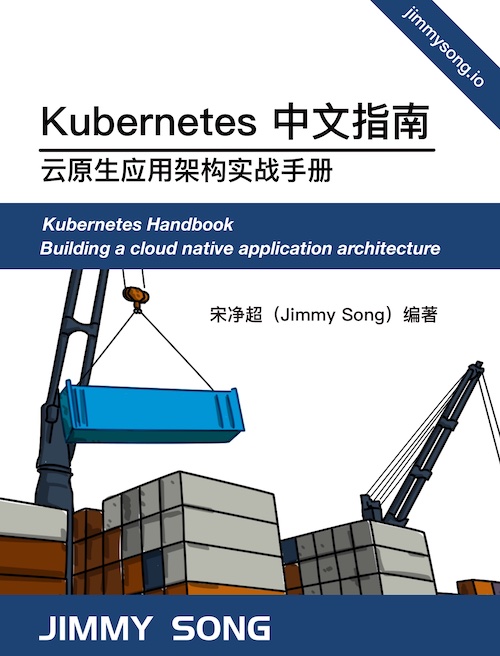 jimmysong.io
Kubernetes 中文指南
云原生应用架构实战手册
Kubernetes Handbook
Building a cloud native application architecture
宋净超（Jimmy Song）编著
JIMMY SONG